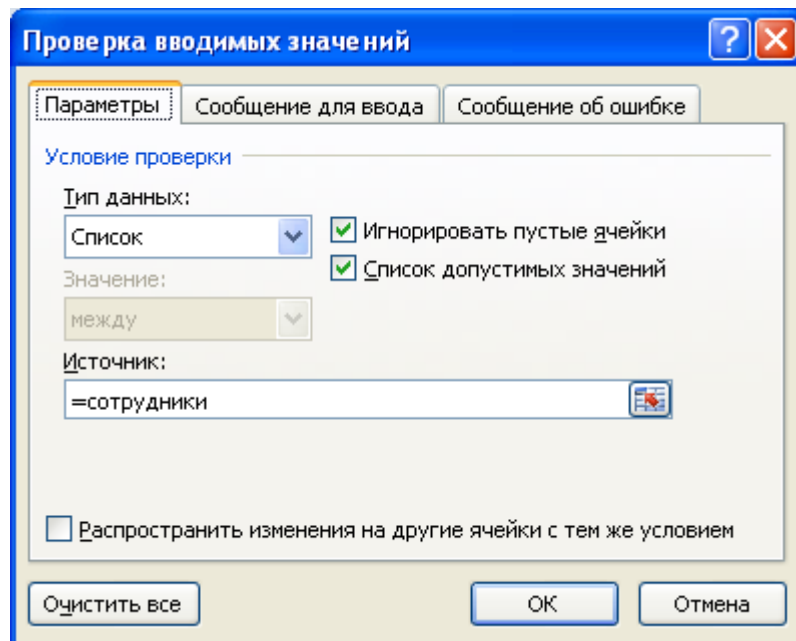 Проверка вводимых значений
Параметры Сообщение для ввода Сообщение об ошибке
Условие проверки
Тип данных:
Список
Игнорировать пустые ячейки
Список допустимых значений
Значение:
между
Источник:
=сотрудники
Распространить изменения на другие ячейки с тем же условием
Очистить все ОК Отмена